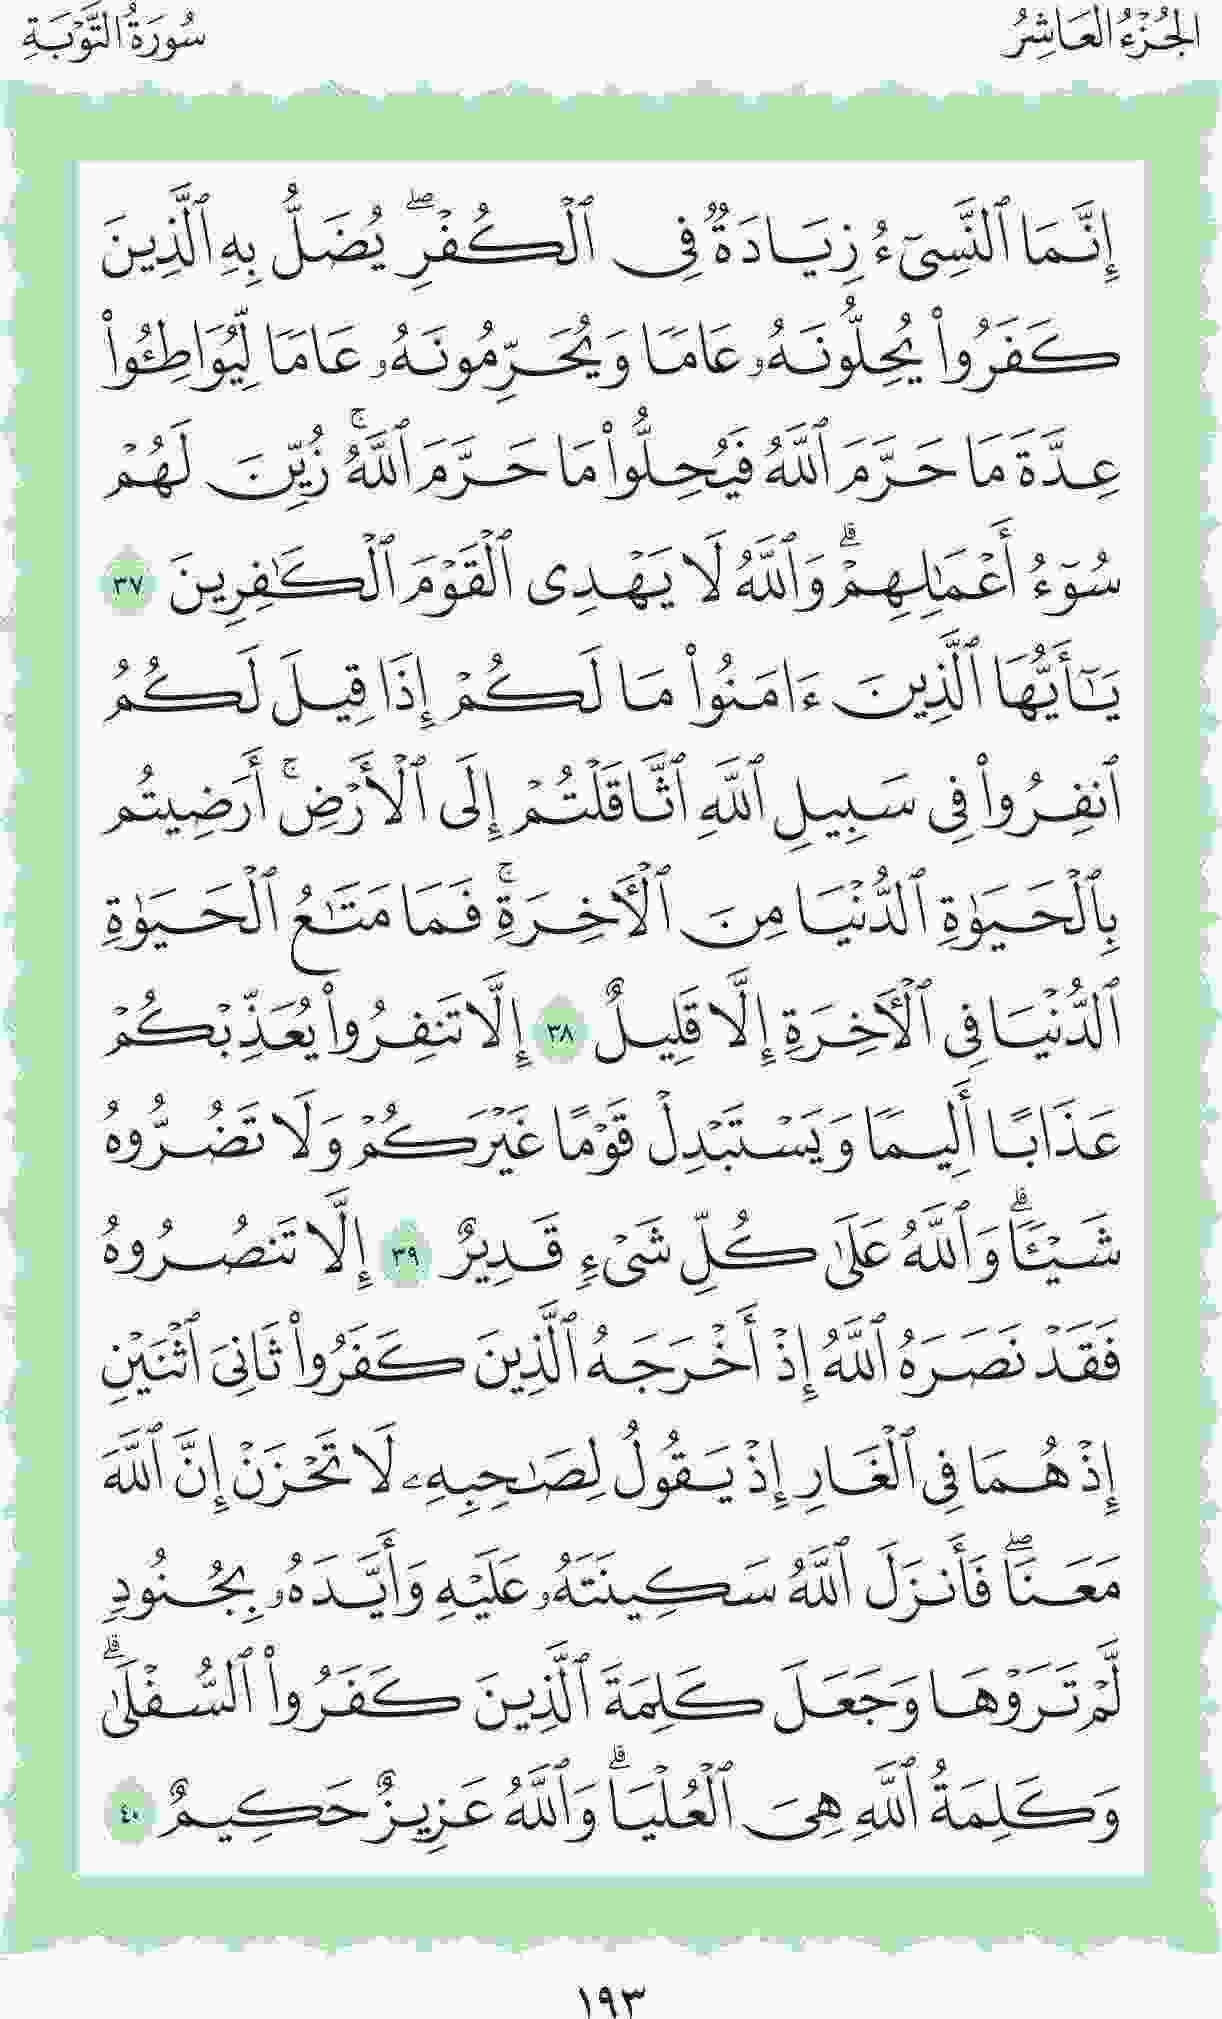 الجُزْءُ العَاشِرُ
سُورَةُ التَّوْبَةِ
إِنَّمَا ٱلنَّسِىٓءُ زِيَادَةٌ فِى ٱلْكُفْرِ ۖ يُضَلُّ بِهِ ٱلَّذِينَ
كَفَرُوا۟ يُحِلُّونَهُۥ عَامًا وَيُحَرِّمُونَهُۥ عَامًا لِّيُوَاطِـُٔوا۟
عِدَّةَ مَا حَرَّمَ ٱللَّهُ فَيُحِلُّوا۟ مَا حَرَّمَ ٱللَّهُ ۚ زُيِّنَ لَهُمْ
سُوٓءُ أَعْمَٰلِهِمْ ۗ وَٱللَّهُ لَا يَهْدِى ٱلْقَوْمَ ٱلْكَٰفِرِينَ ٣٧
يَٰٓأَيُّهَا ٱلَّذِينَ ءَامَنُوا۟ مَا لَكُمْ إِذَا قِيلَ لَكُمُ
ٱنفِرُوا۟ فِى سَبِيلِ ٱللَّهِ ٱثَّاقَلْتُمْ إِلَى ٱلْأَرْضِ ۚ أَرَضِيتُم
بِٱلْحَيَوٰةِ ٱلدُّنْيَا مِنَ ٱلْأَخِرَةِ ۚ فَمَا مَتَٰعُ ٱلْحَيَوٰةِ
ٱلدُّنْيَا فِى ٱلْأَخِرَةِ إِلَّا قَلِيلٌ ٣٨ إِلَّا تَنفِرُوا۟ يُعَذِّبْكُمْ
عَذَابًا أَلِيمًا وَيَسْتَبْدِلْ قَوْمًا غَيْرَكُمْ وَلَا تَضُرُّوهُ
شَيْـًٔا ۗ وَٱللَّهُ عَلَىٰ كُلِّ شَىْءٍ قَدِيرٌ ٣٩ إِلَّا تَنصُرُوهُ
فَقَدْ نَصَرَهُ ٱللَّهُ إِذْ أَخْرَجَهُ ٱلَّذِينَ كَفَرُوا۟ ثَانِىَ ٱثْنَيْنِ
إِذْ هُمَا فِى ٱلْغَارِ إِذْ يَقُولُ لِصَٰحِبِهِۦ لَا تَحْزَنْ إِنَّ ٱللَّهَ
مَعَنَا ۖ فَأَنزَلَ ٱللَّهُ سَكِينَتَهُۥ عَلَيْهِ وَأَيَّدَهُۥ بِجُنُودٍ
لَّمْ تَرَوْهَا وَجَعَلَ كَلِمَةَ ٱلَّذِينَ كَفَرُوا۟ ٱلسُّفْلَىٰ ۗ
وَكَلِمَةُ ٱللَّهِ هِىَ ٱلْعُلْيَا ۗ وَٱللَّهُ عَزِيزٌ حَكِيمٌ ٤٠
١٩٣